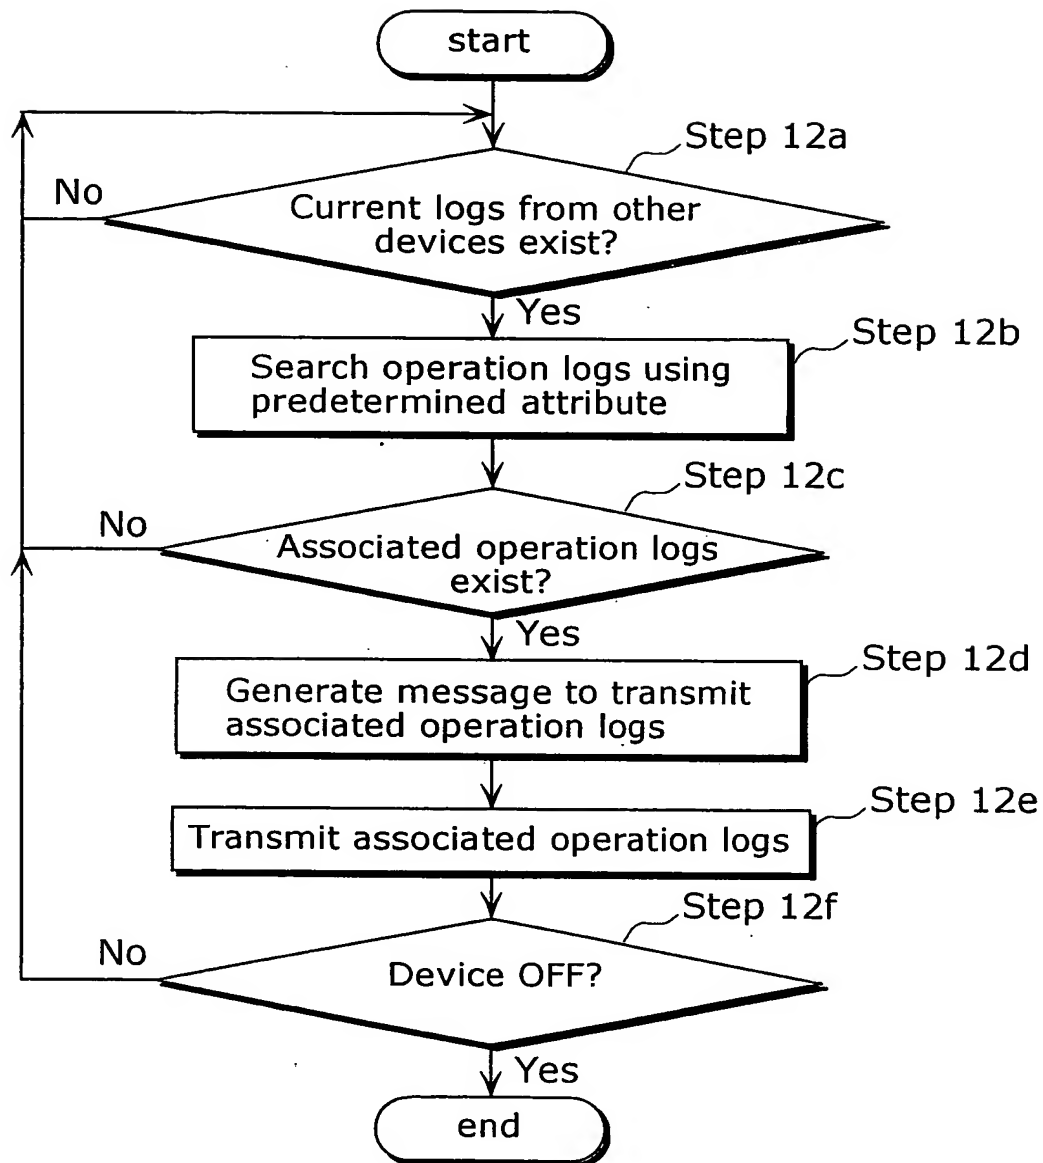 start
Step 12a
No
Current logs from other
devices exist?
Yes
Step 12b
Search operation logs using
predetermined attribute
Step 12c
No
Associated operation logs
exist?
Yes
Step 12d
Generate message to transmit
associated operation logs
Step 12e
Transmit associated operation logs
Step 12f
No
Device OFF?
Yes
end